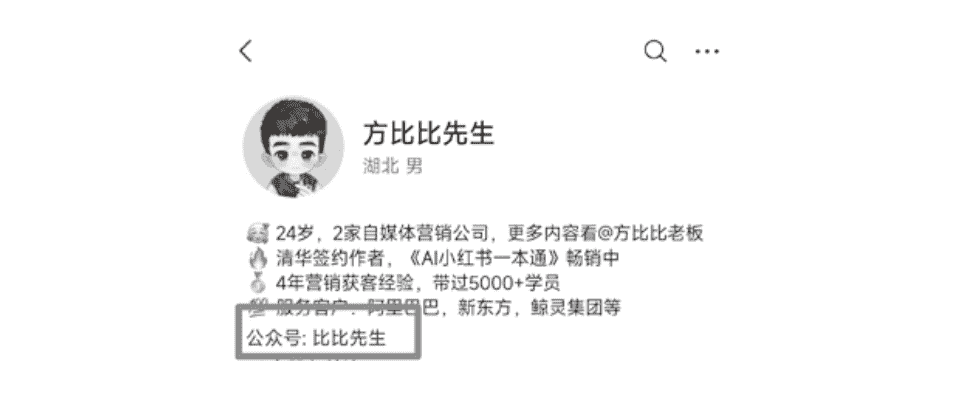 方比比先生
湖北 男
24岁，2家自媒体营销公司，更多内容看@方比比老板
清华签约作者，《AI小红书一本通》畅销中
4年营销获客经验，带过5000+学员
服务客户：阿里巴巴，新东方，鲸灵集团等
公众号: 比比先生